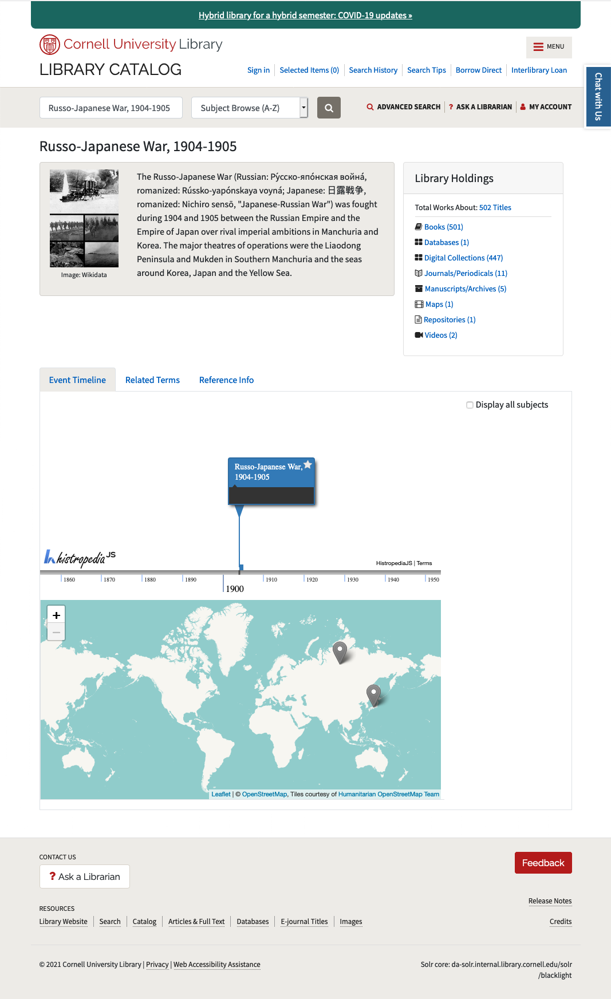 Hybrid library for a hybrid semester: COVID-19 updates »
Cornell University Library
MENU
LIBRARY CATALOG
Sign in
Selected Items (0)
Search History
Search Tips
Borrow Direct
Interlibrary Loan
Chat with Us
Russo-Japanese War, 1904-1905
Subject Browse (A-Z)
ADVANCED SEARCH
? ASK A LIBRARIAN
MY ACCOUNT
Russo-Japanese War, 1904-1905
The Russo-Japanese War (Russian: Ру́сско-япо́нская война́,
romanized: Rússko-yapónskaya voyná; Japanese: 日露戦争,
romanized: Nichiro sensō, "Japanese-Russian War") was fought
during 1904 and 1905 between the Russian Empire and the
Empire of Japan over rival imperial ambitions in Manchuria and
Korea. The major theatres of operations were the Liaodong
Peninsula and Mukden in Southern Manchuria and the seas
around Korea, Japan and the Yellow Sea.
Image: Wikidata
Library Holdings
Total Works About: 502 Titles
Books (501)
Databases (1)
Digital Collections (447)
Journals/Periodicals (11)
Manuscripts/Archives (5)
Maps (1)
Repositories (1)
Videos (2)
Event Timeline
Related Terms
Reference Info
Display all subjects
Russo-Japanese War,
1904-1905
histropedia JS
HistropediaJS | Terms
1860
1870
1880
1890
1900
1910
1920
1930
1940
1950
+
−
Leaflet | © OpenStreetMap, Tiles courtesy of Humanitarian OpenStreetMap Team
CONTACT US
? Ask a Librarian
Feedback
Release Notes
RESOURCES
Library Website
Search
Catalog
Articles & Full Text
Databases
E-journal Titles
Images
Credits
© 2021 Cornell University Library | Privacy | Web Accessibility Assistance
Solr core: da-solr.internal.library.cornell.edu/solr
/blacklight